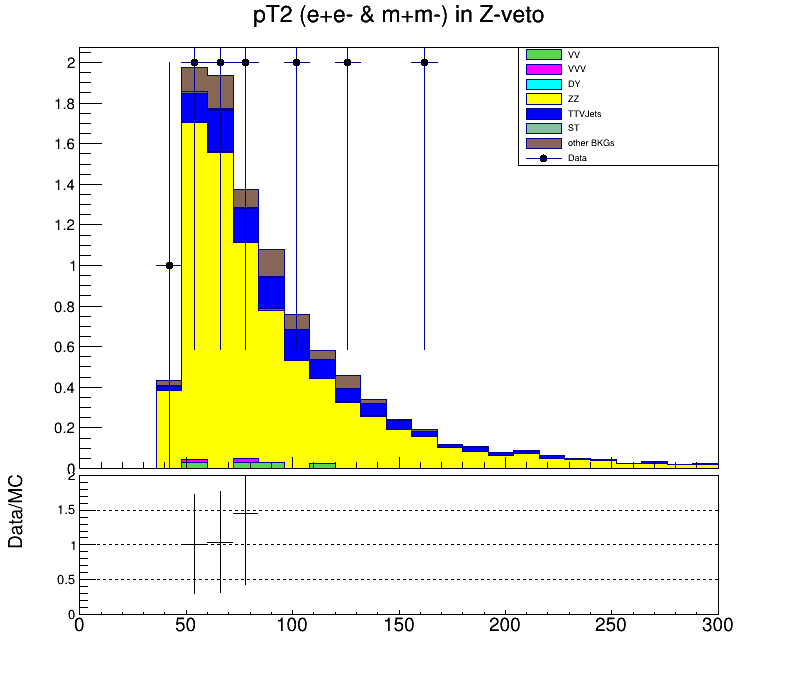 pT2 (e+e- & m+m-) in Z-veto
2
1.8
1.6
1.4
1.2
1
0.8
0.6
0.4
0.2
0
VV
VVV
DY
ZZ
TTVJets
ST
other BKGs
Data
Data/MC
2
1.5
1
0.5
0
0 50 100 150 200 250 300